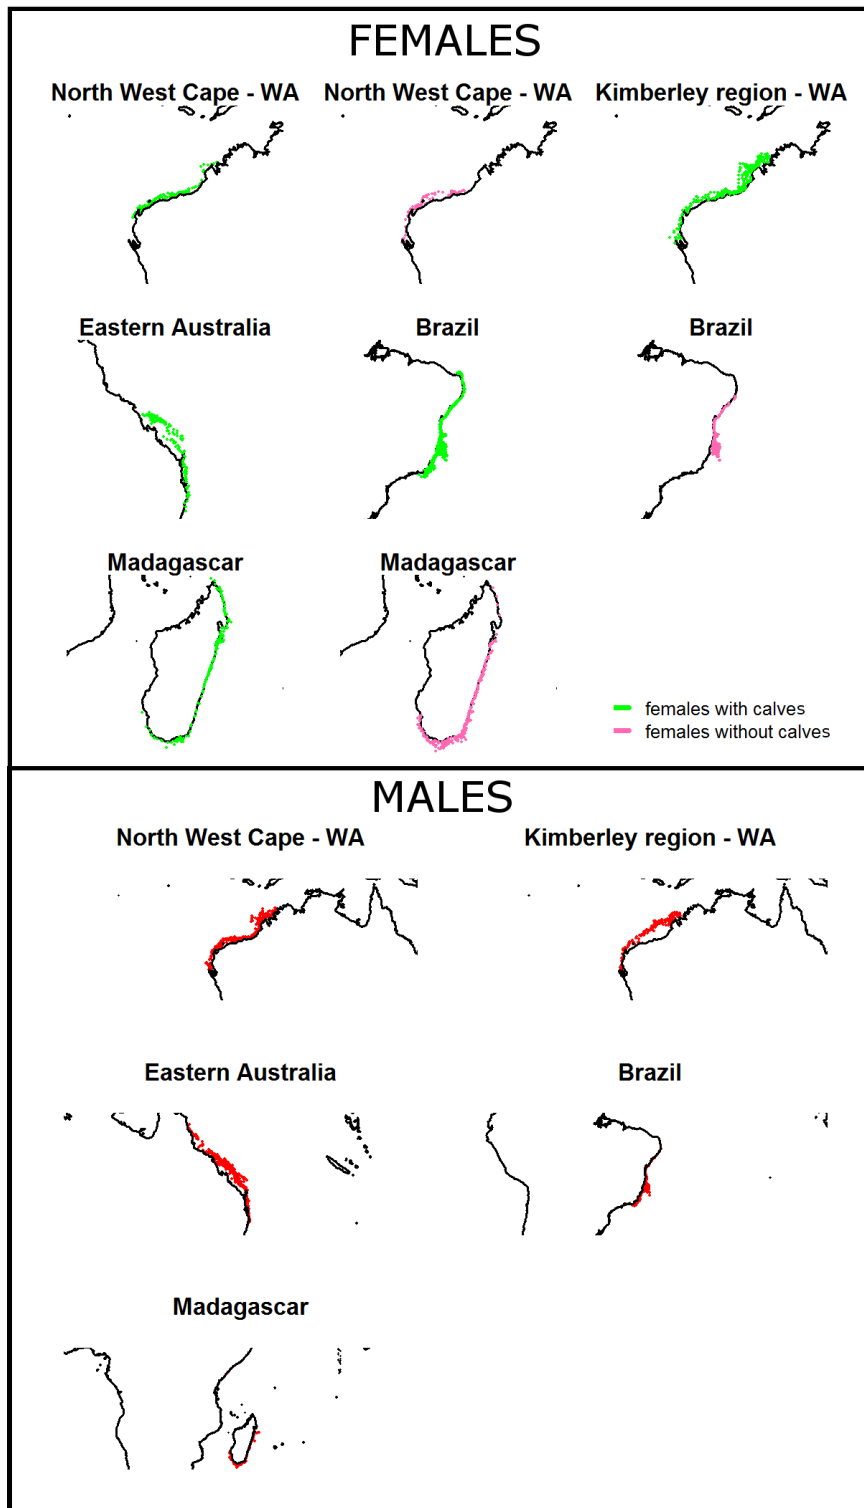 FEMALES
North West Cape - WA
North West Cape - WA
Kimberley region - WA
Eastern Australia
Brazil
Brazil
Madagascar
Madagascar
females with calves
females without calves
MALES
North West Cape - WA
Kimberley region - WA
Eastern Australia
Brazil
Madagascar